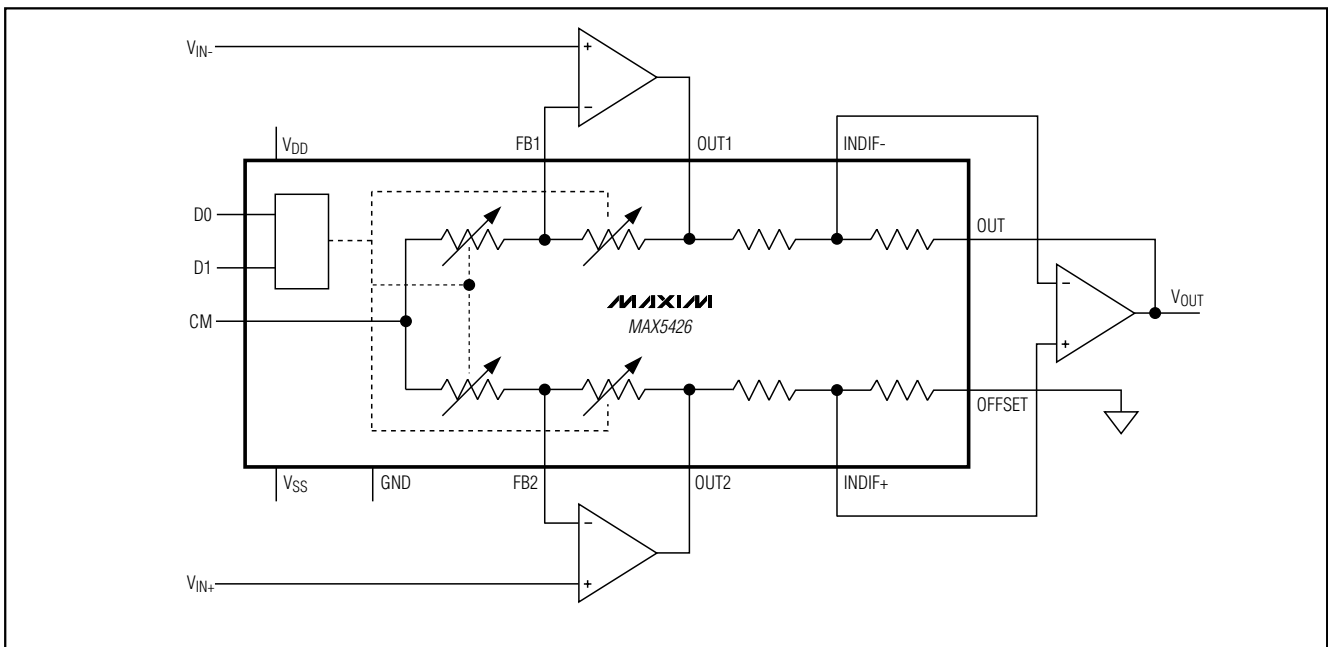 VIN-
+
−
FB1
OUT1
INDIF-
VDD
D0
D1
CM
OUT
MAXIM
MAX5426
−
+
VOUT
OFFSET
VSS
GND
FB2
OUT2
INDIF+
−
+
VIN+